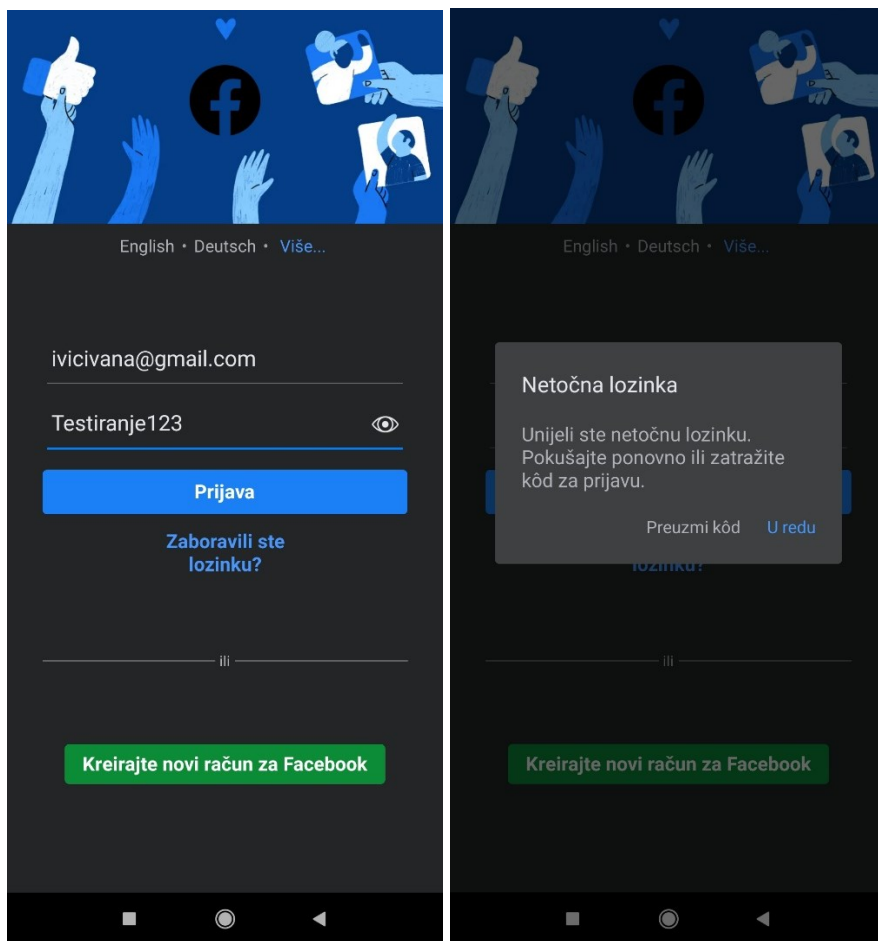 English • Deutsch • Više...
ivicivana@gmail.com
Testiranje123
Prijava
Zaboravili ste
lozinku?
ili
Kreirajte novi račun za Facebook
English • Deutsch • Više...
Netočna lozinka
Unijeli ste netočnu lozinku.
Pokušajte ponovno ili zatražite
kôd za prijavu.
Preuzmi kôd U redu
lozinku?
ili
Kreirajte novi račun za Facebook